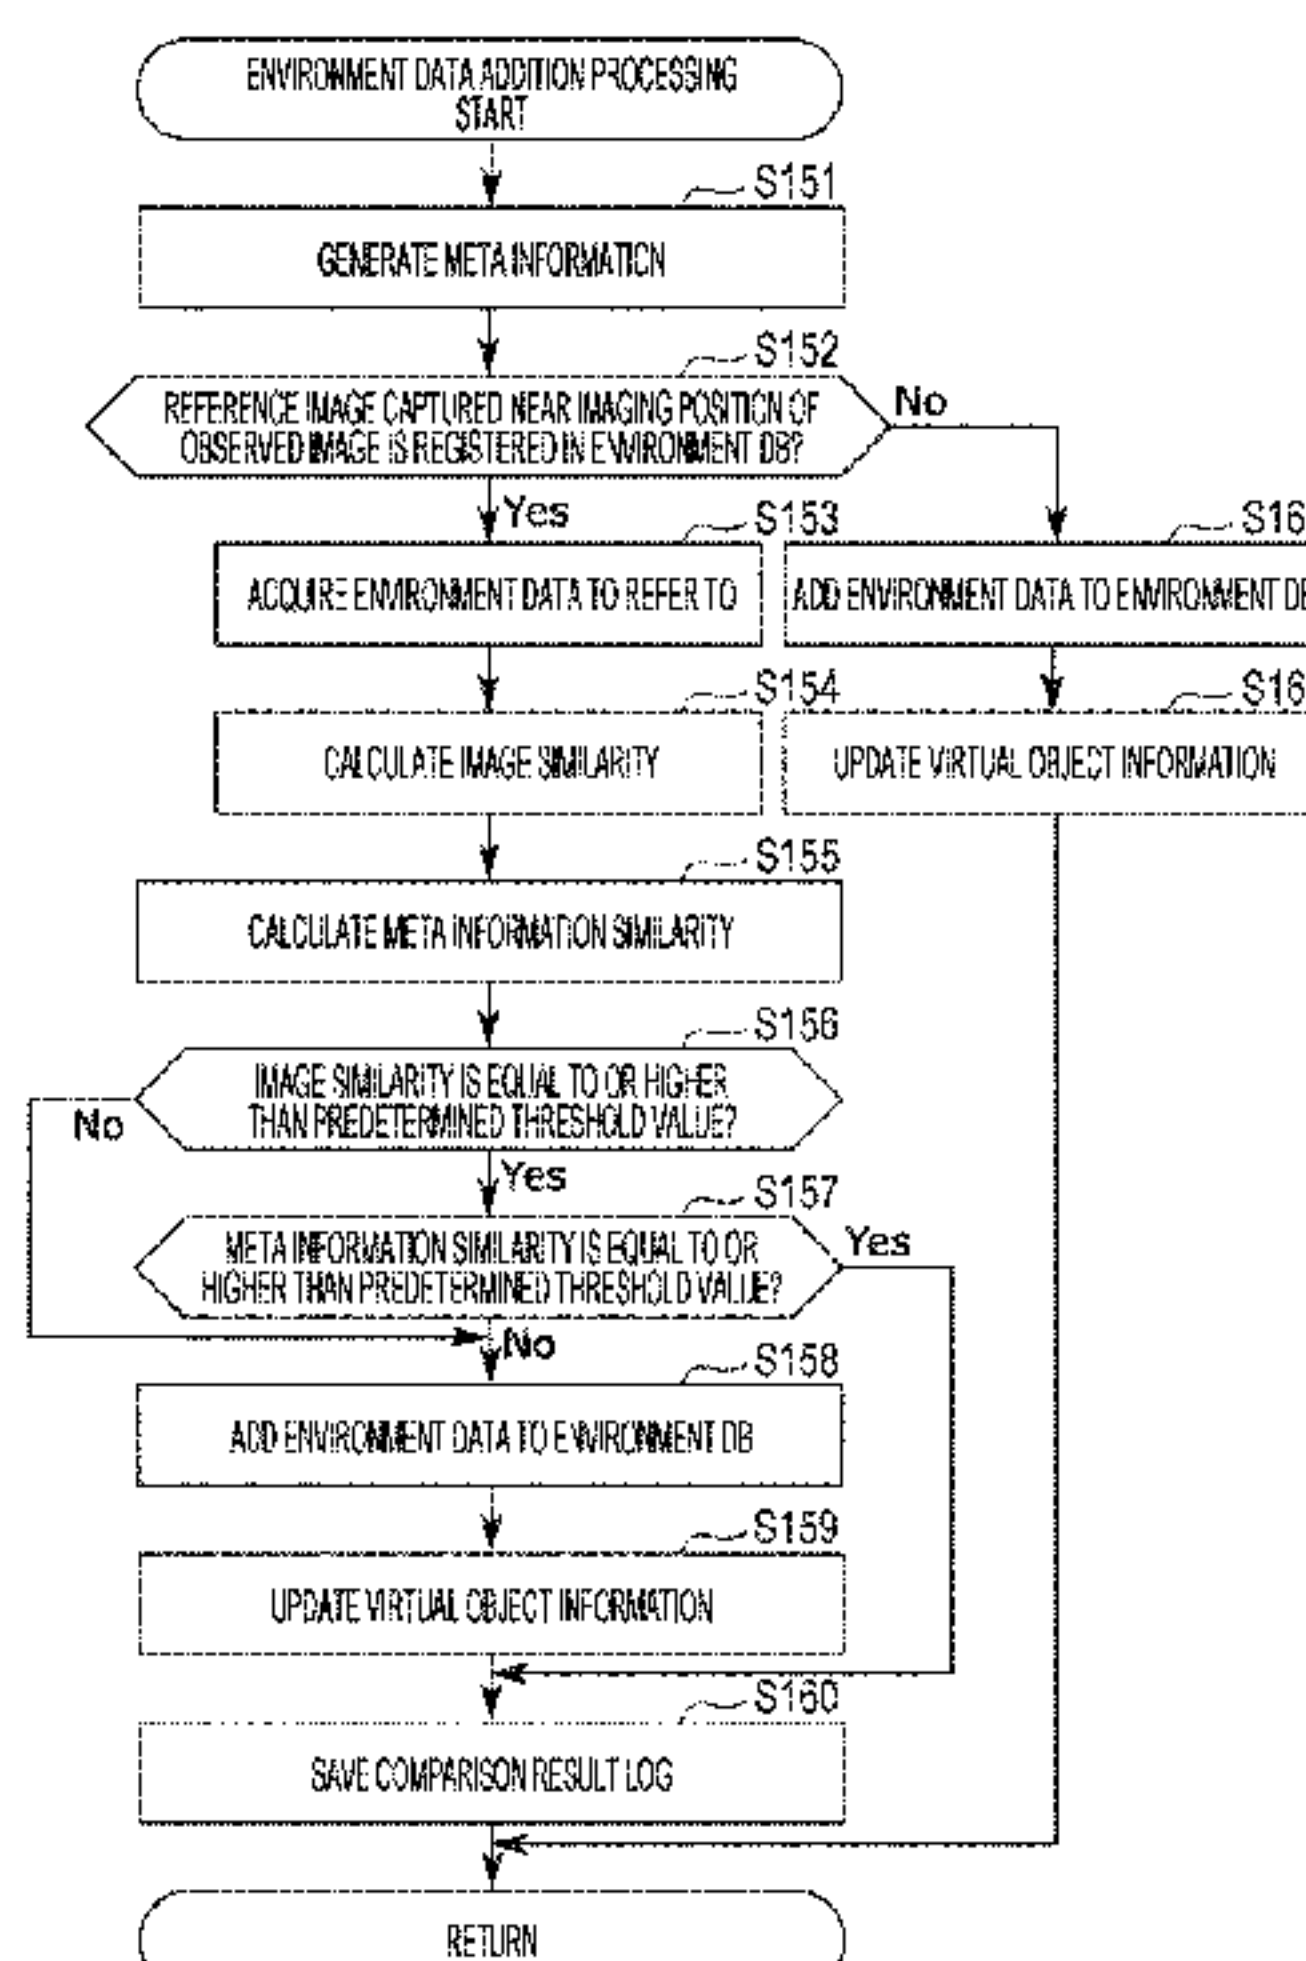 ENVIRONMENT DATA ADDITION PROCESSING
START
S151
GENERATE META INFORMATION
S152
REFERENCE IMAGE CAPTURED NEAR IMAGING POSITION OF
OBSERVED IMAGE IS REGISTERED IN ENVIRONMENT DB?
No
Yes
S153
ACQUIRE ENVIRONMENT DATA TO REFER TO
S16
ADD ENVIRONMENT DATA TO ENVIRONMENT DB
S154
CALCULATE IMAGE SIMILARITY
S16
UPDATE VIRTUAL OBJECT INFORMATION
S155
CALCULATE META INFORMATION SIMILARITY
S156
IMAGE SIMILARITY IS EQUAL TO OR HIGHER
THAN PREDETERMINED THRESHOLD VALUE?
No
Yes
S157
META INFORMATION SIMILARITY IS EQUAL TO OR
HIGHER THAN PREDETERMINED THRESHOLD VALUE?
Yes
No
S158
ADD ENVIRONMENT DATA TO ENVIRONMENT DB
S159
UPDATE VIRTUAL OBJECT INFORMATION
S160
SAVE COMPARISON RESULT LOG
RETURN